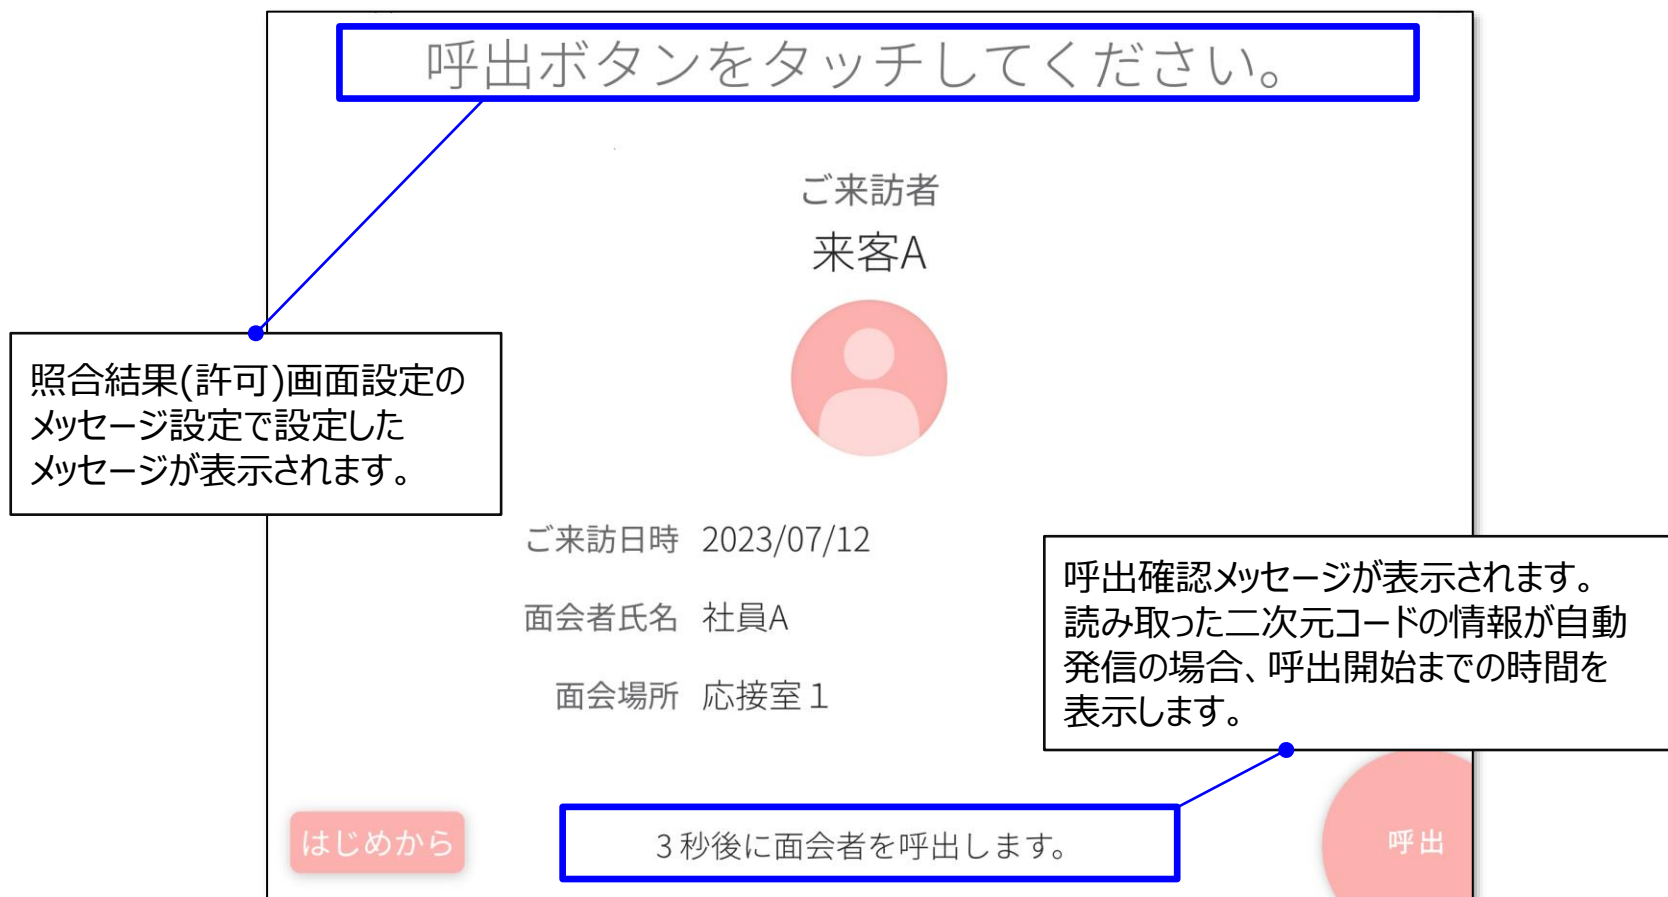 呼出ボタンをタッチしてください。
ご来訪者
来客A
照合結果(許可)画面設定の
メッセージ設定で設定した
メッセージが表示されます。
ご来訪日時 2023/07/12
面会者氏名 社員A
面会場所 応接室１
呼出確認メッセージが表示されます。
読み取った二次元コードの情報が自動
発信の場合、呼出開始までの時間を
表示します。
はじめから
3秒後に面会者を呼出します。
呼出